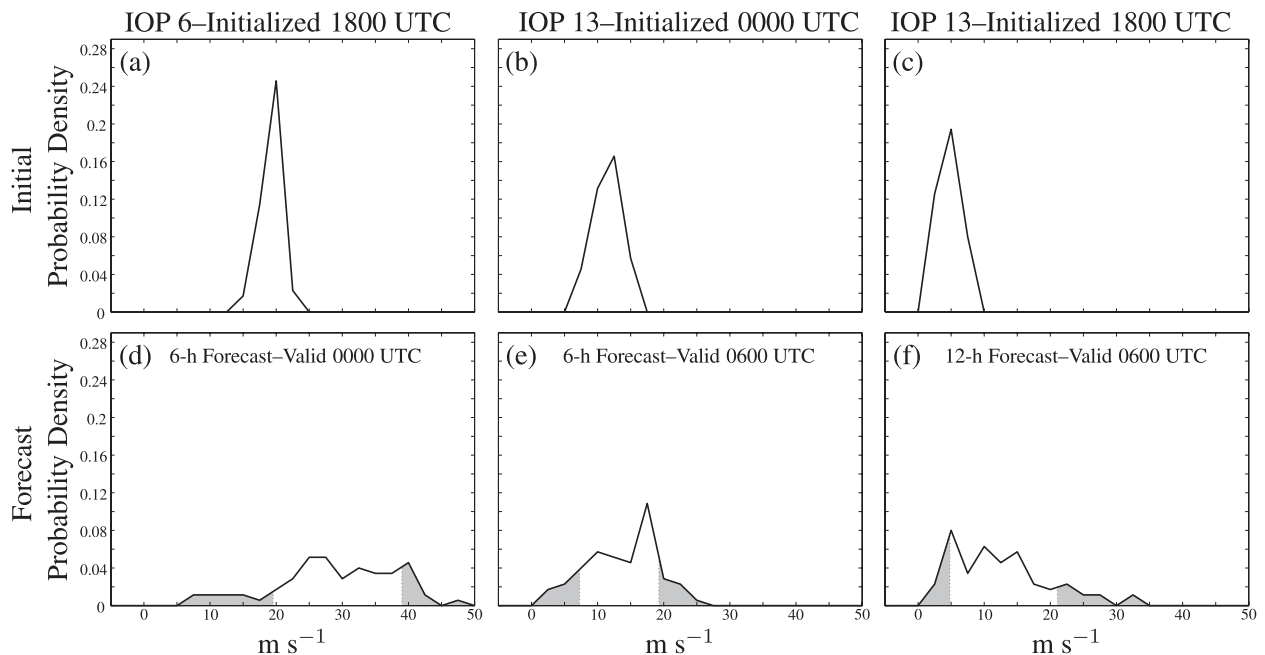 IOP 6–Initialized 1800 UTC
IOP 13–Initialized 0000 UTC
IOP 13–Initialized 1800 UTC
Initial
Probability Density
0.28
0.24
0.2
0.16
0.12
0.08
0.04
0
(a)
(b)
(c)
Forecast
Probability Density
0.28
0.24
0.2
0.16
0.12
0.08
0.04
0
(d) 6-h Forecast–Valid 0000 UTC
(e) 6-h Forecast–Valid 0600 UTC
(f) 12-h Forecast–Valid 0600 UTC
0 10 20 30 40 50
0 10 20 30 40 50
0 10 20 30 40 50
m s⁻¹
m s⁻¹
m s⁻¹